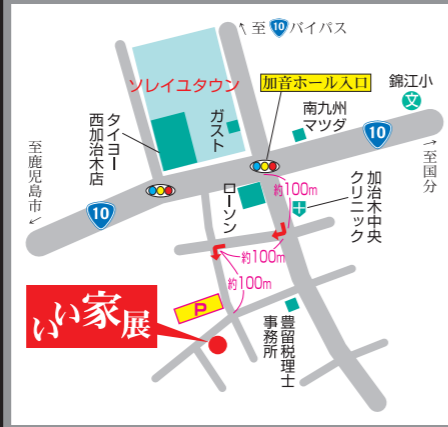 ↑至10バイパス
ソレイユタウン
加音ホール入口
錦江小
文
タイヨー
西加治木店
ガスト
南九州
マツダ
10
至鹿児島市←
→至国分
10
ローソン
約100m
加治木中央
クリニック
約100m
約100m
P
いい家展
豊留税理士
事務所